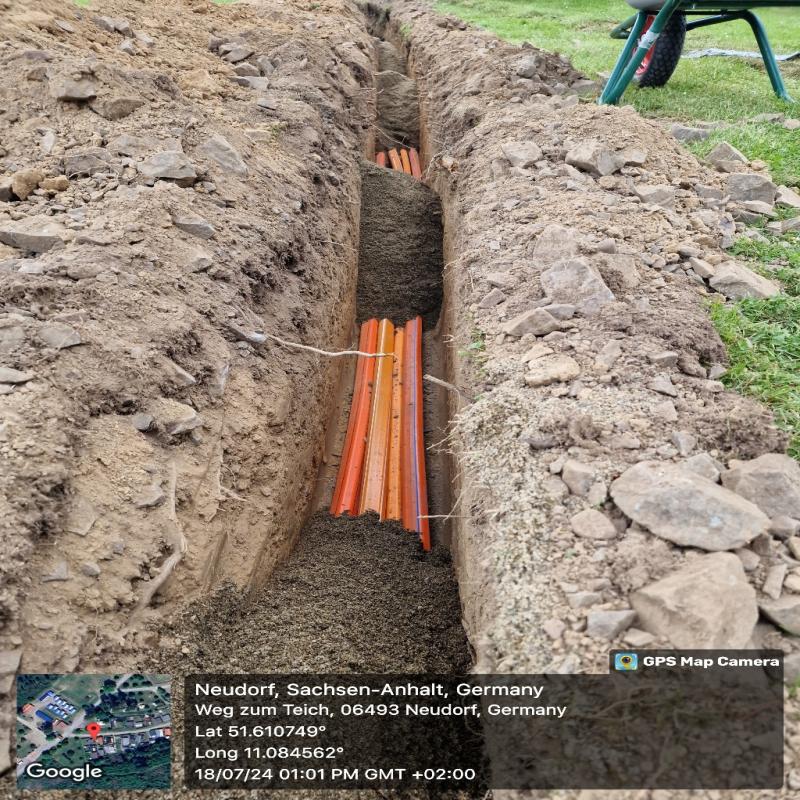 GPS Map Camera
Neudorf, Sachsen-Anhalt, Germany
Weg zum Teich, 06493 Neudorf, Germany
Lat 51.610749°
Long 11.084562°
18/07/24 01:01 PM GMT +02:00
Google